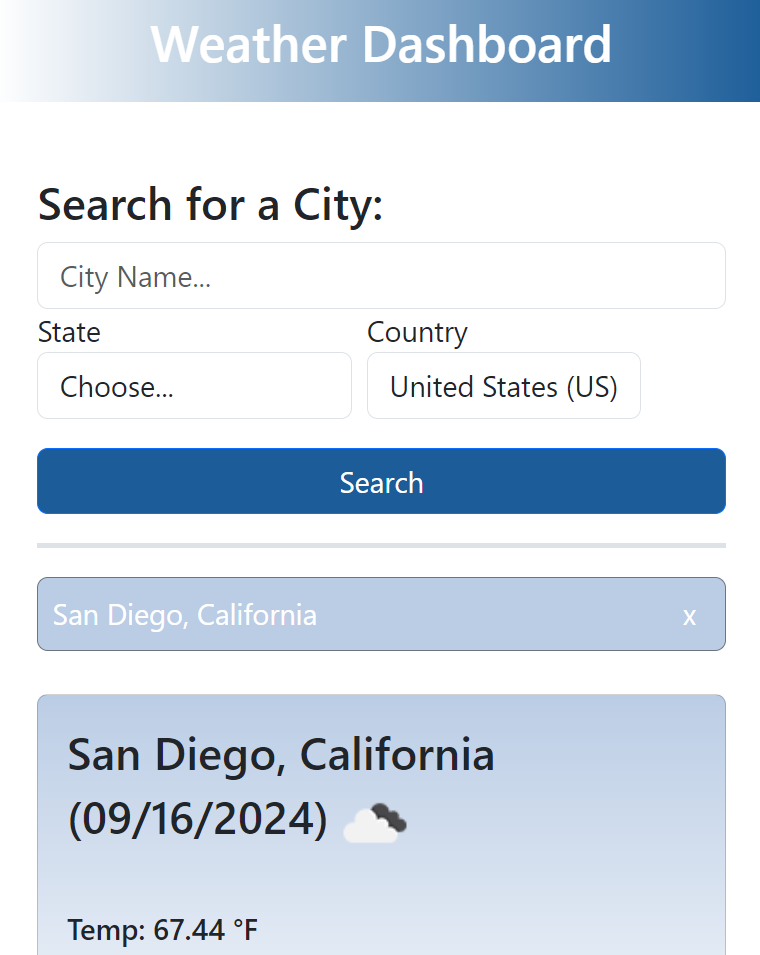 Weather Dashboard
Search for a City:
City Name...
State Country
Choose... United States (US)
Search
San Diego, California x
San Diego, California
(09/16/2024)
Temp: 67.44 °F